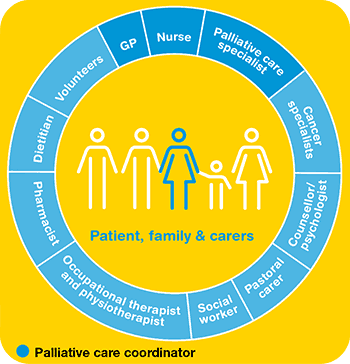 GP
Nurse
Palliative care
specialist
Cancer
specialists
Counsellor/
psychologist
Pastoral
carer
Social
worker
Occupational therapist
and physiotherapist
Pharmacist
Dietitian
Volunteers
Patient, family & carers
Palliative care coordinator